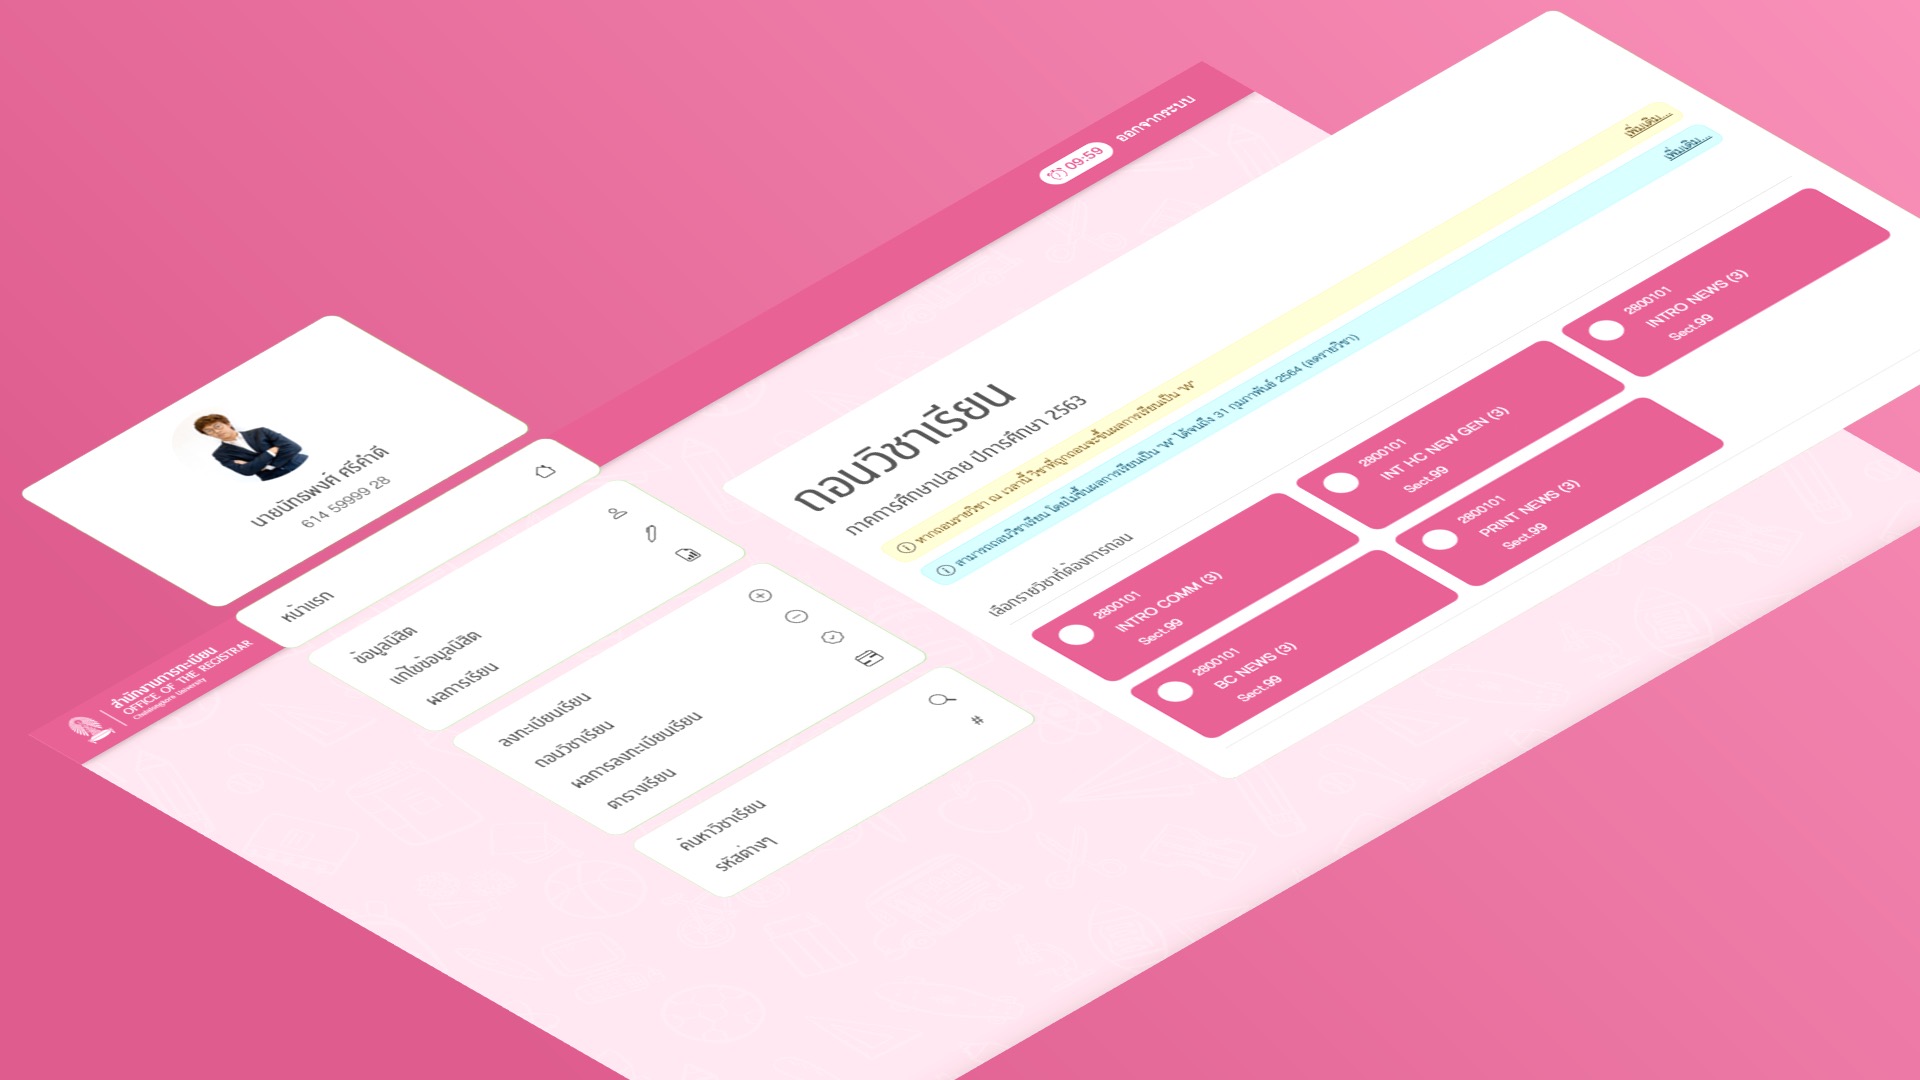 สำนักงานการทะเบียน
OFFICE OF THE REGISTRAR
Chulalongkorn University
09:59
ออกจากระบบ
นายนัทธพงศ์ ศรีคำดี
614 59999 28
หน้าแรก
ข้อมูลนิสิต
แก้ไขข้อมูลนิสิต
ผลการเรียน
ลงทะเบียนเรียน
ถอนวิชาเรียน
ผลการลงทะเบียนเรียน
ตารางเรียน
ค้นหาวิชาเรียน
รหัสต่างๆ
#
ถอนวิชาเรียน
ภาคการศึกษาปลาย ปีการศึกษา 2563
หากถอนรายวิชา ณ เวลานี้ วิชาที่ถูกถอนจะขึ้นผลการเรียนเป็น "W"
เพิ่มเติม...
สามารถถอนวิชาเรียน โดยไม่ขึ้นผลการเรียนเป็น "W" ได้จนถึง 31 กุมภาพันธ์ 2564 (ลดรายวิชา)
เพิ่มเติม...
เลือกรายวิชาที่ต้องการถอน
2800101
INTRO COMM (3)
Sect.99
2800101
INT HC NEW GEN (3)
Sect.99
2800101
INTRO NEWS (3)
Sect.99
2800101
BC NEWS (3)
Sect.99
2800101
PRINT NEWS (3)
Sect.99